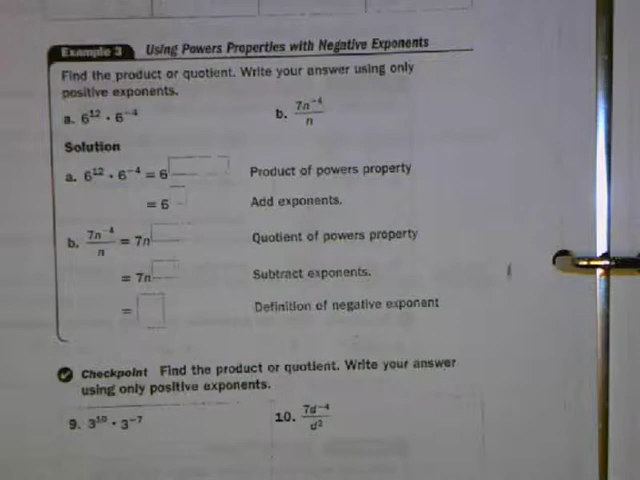 Example 3 Using Powers Properties with Negative Exponents
Find the product or quotient. Write your answer using only
positive exponents.
a. 6¹² · 6⁻⁴ b. 7n⁻⁴/n
Solution
a. 6¹² · 6⁻⁴ = 6 Product of powers property
= 6 Add exponents.
b. 7n⁻⁴/n = 7n Quotient of powers property
= 7n Subtract exponents.
= Definition of negative exponent
Checkpoint Find the product or quotient. Write your answer
using only positive exponents.
9. 3¹⁰ · 3⁻⁷ 10. 7d⁻⁴/d²